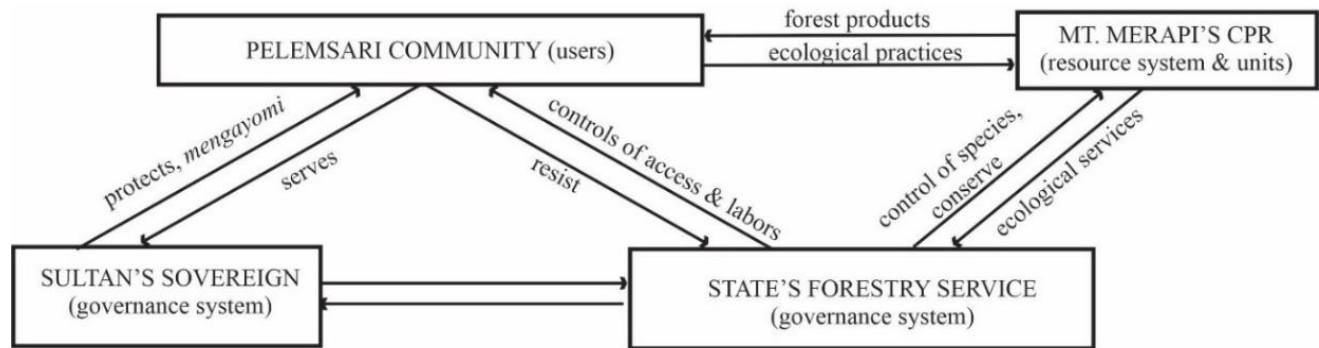 forest products
PELEMSARI COMMUNITY (users)
ecological practices
MT. MERAPI’S CPR
(resource system & units)
protects, mengayomi
serves
resist
controls of access & labors
control of species,
conserve
ecological services
SULTAN’S SOVEREIGN
(governance system)
STATE’S FORESTRY SERVICE
(governance system)